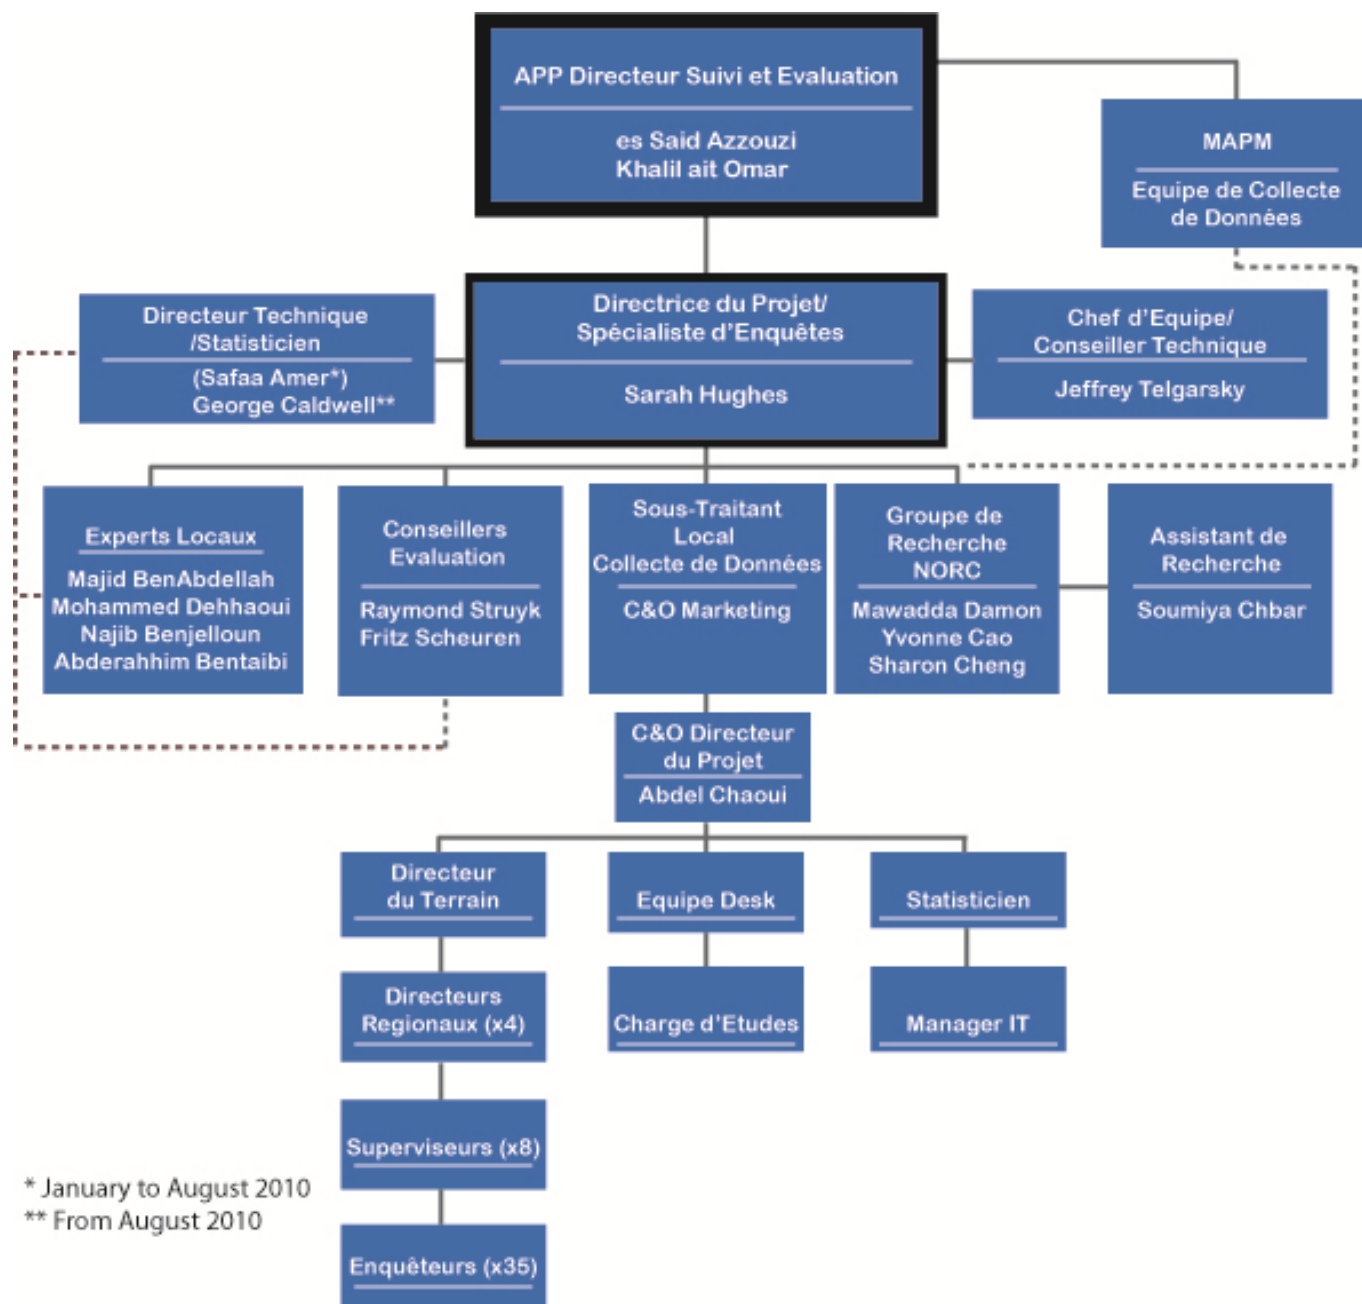 APP Directeur Suivi et Evaluation
es Said Azzouzi
Khalil ait Omar
MAPM
Equipe de Collecte
de Données
Directeur Technique
/Statisticien
(Safaa Amer*)
George Caldwell**
Directrice du Projet/
Spécialiste d'Enquêtes
Sarah Hughes
Chef d'Equipe/
Conseiller Technique
Jeffrey Telgarsky
Experts Locaux
Majid BenAbdellah
Mohammed Dehhaoui
Najib Benjelloun
Abderahhim Bentaibi
Conseillers
Evaluation
Raymond Struyk
Fritz Scheuren
Sous-Traitant
Local
Collecte de Données
C&O Marketing
Groupe de
Recherche
NORC
Mawadda Damon
Yvonne Cao
Sharon Cheng
Assistant de
Recherche
Soumiya Chbar
C&O Directeur
du Projet
Abdel Chaoui
Directeur
du Terrain
Equipe Desk
Statisticien
Directeurs
Regionaux (x4)
Charge d'Etudes
Manager IT
Superviseurs (x8)
Enquêteurs (x35)
* January to August 2010
** From August 2010